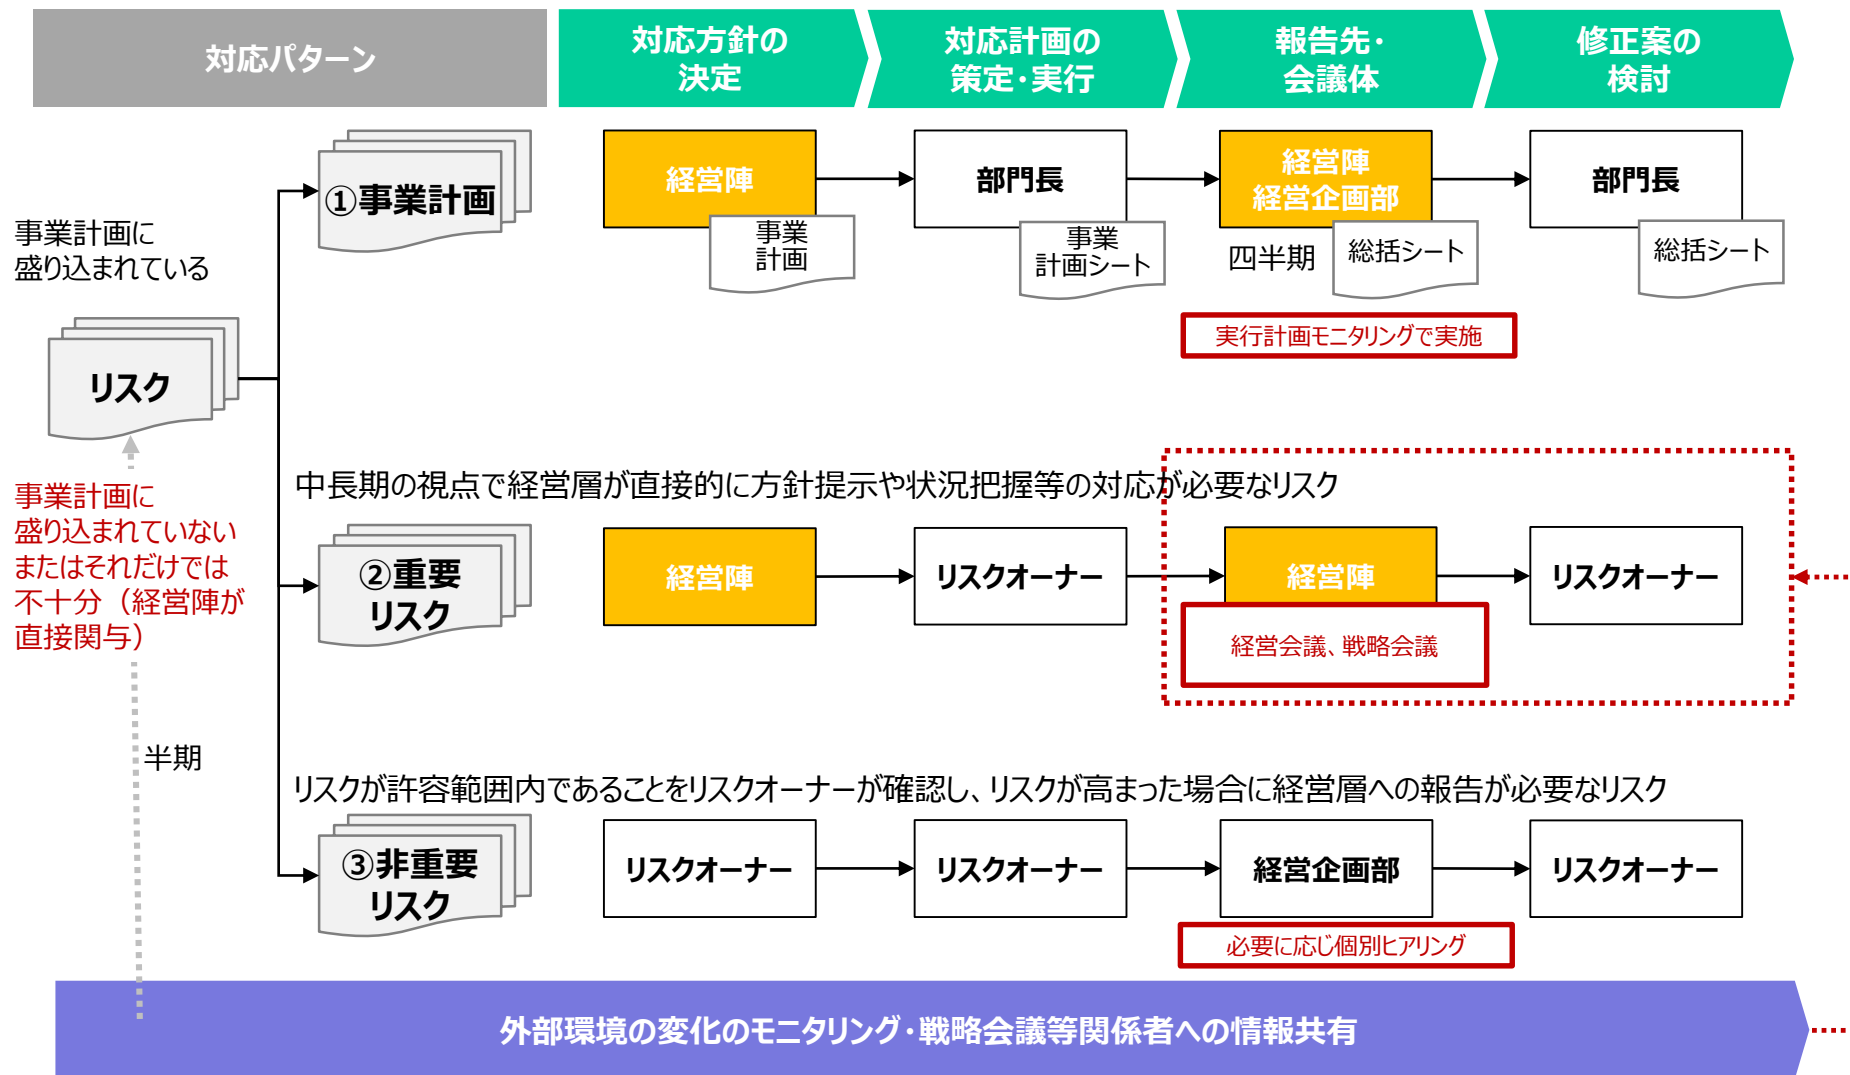 対応パターン
対応方針の
決定
対応計画の
策定・実行
報告先・
会議体
修正案の
検討
事業計画に
盛り込まれている
①事業計画
経営陣
事業
計画
部門長
事業
計画シート
経営陣
経営企画部
四半期
総括シート
部門長
総括シート
実行計画モニタリングで実施
リスク
事業計画に
盛り込まれていない
またはそれだけでは
不十分（経営陣が
直接関与）
中長期の視点で経営層が直接的に方針提示や状況把握等の対応が必要なリスク
②重要
リスク
経営陣
リスクオーナー
経営陣
経営会議、戦略会議
リスクオーナー
半期
リスクが許容範囲内であることをリスクオーナーが確認し、リスクが高まった場合に経営層への報告が必要なリスク
③非重要
リスク
リスクオーナー
リスクオーナー
経営企画部
リスクオーナー
必要に応じ個別ヒアリング
外部環境の変化のモニタリング・戦略会議等関係者への情報共有